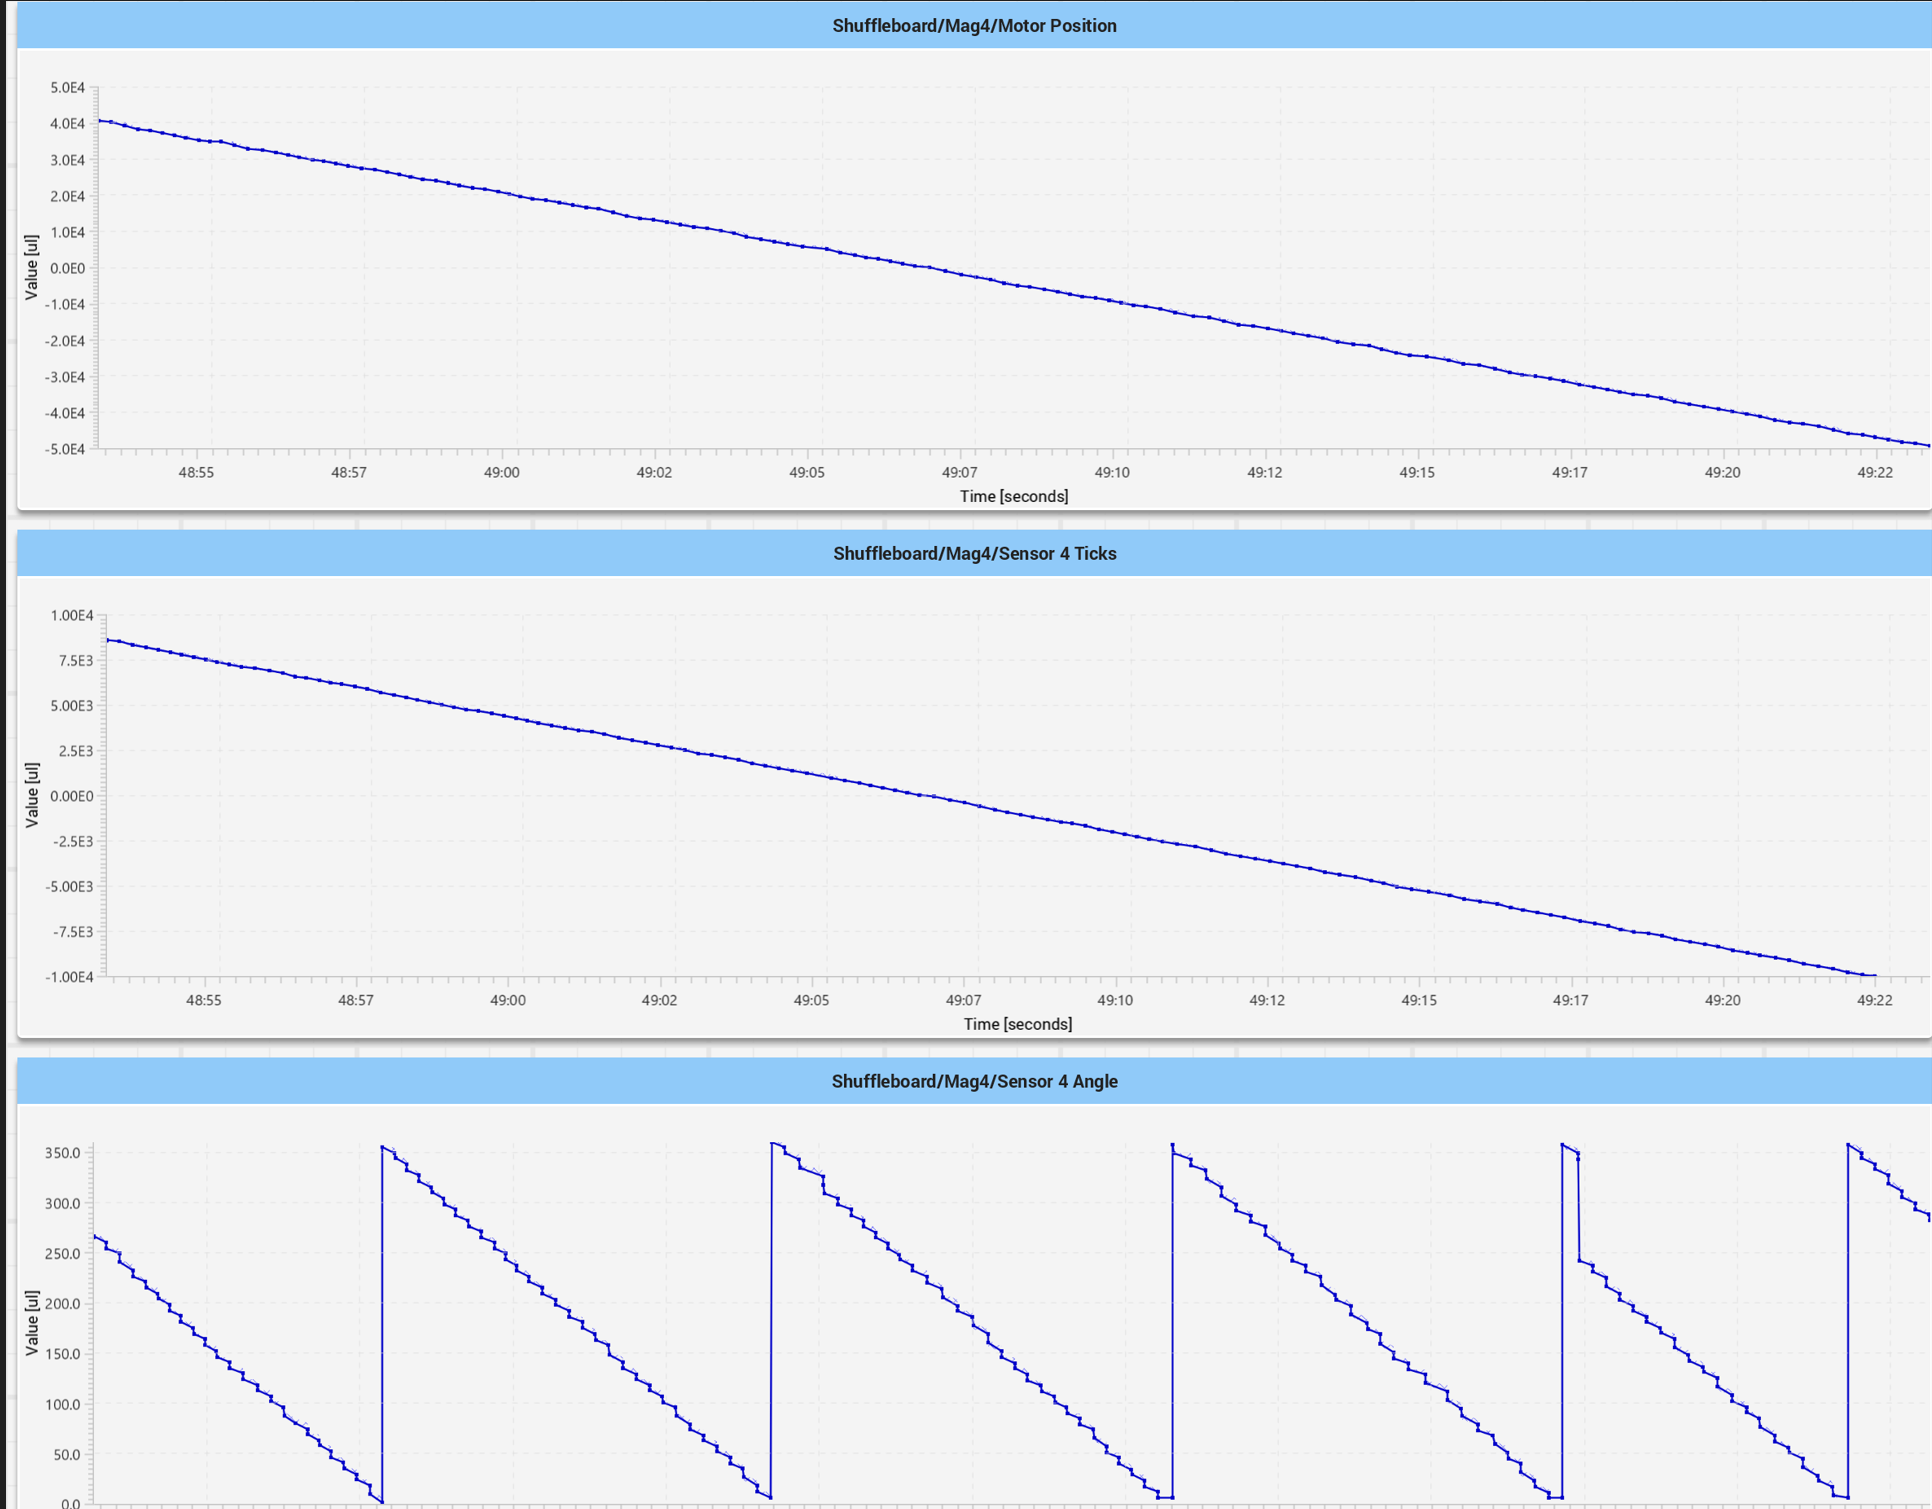 Shuffleboard/Mag4/Motor Position
5.0E4
4.0E4
3.0E4
2.0E4
1.0E4
0.0E0
-1.0E4
-2.0E4
-3.0E4
-4.0E4
-5.0E4
Value [ul]
48:55 48:57 49:00 49:02 49:05 49:07 49:10 49:12 49:15 49:17 49:20 49:22
Time [seconds]
Shuffleboard/Mag4/Sensor 4 Ticks
1.00E4
7.5E3
5.00E3
2.5E3
0.00E0
-2.5E3
-5.00E3
-7.5E3
-1.00E4
Value [ul]
48:55 48:57 49:00 49:02 49:05 49:07 49:10 49:12 49:15 49:17 49:20 49:22
Time [seconds]
Shuffleboard/Mag4/Sensor 4 Angle
350.0
300.0
250.0
200.0
150.0
100.0
50.0
0.0
Value [ul]